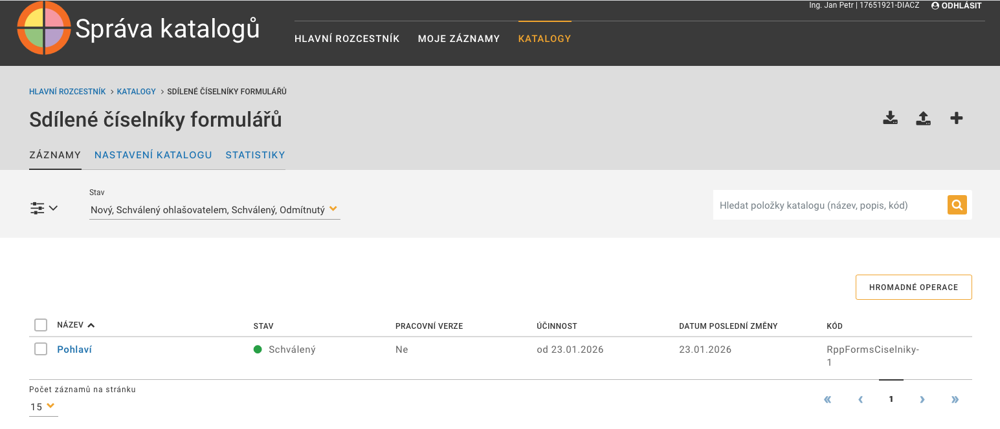 Ing. Jan Petr | 17651921-DIACZ ODHLÁSIT
Správa katalogů
HLAVNÍ ROZCESTNÍK MOJE ZÁZNAMY KATALOGY
HLAVNÍ ROZCESTNÍK > KATALOGY > SDÍLENÉ ČÍSELNÍKY FORMULÁŘŮ
Sdílené číselníky formulářů
ZÁZNAMY NASTAVENÍ KATALOGU STATISTIKY
Stav
Nový, Schválený ohlašovatelem, Schválený, Odmítnutý
Hledat položky katalogu (název, popis, kód)
HROMADNÉ OPERACE
NÁZEV STAV PRACOVNÍ VERZE ÚČINNOST DATUM POSLEDNÍ ZMĚNY KÓD
Pohlaví Schválený Ne od 23.01.2026 23.01.2026 RppFormsCiselniky-
1
Počet záznamů na stránku
15
« ‹ 1 › »